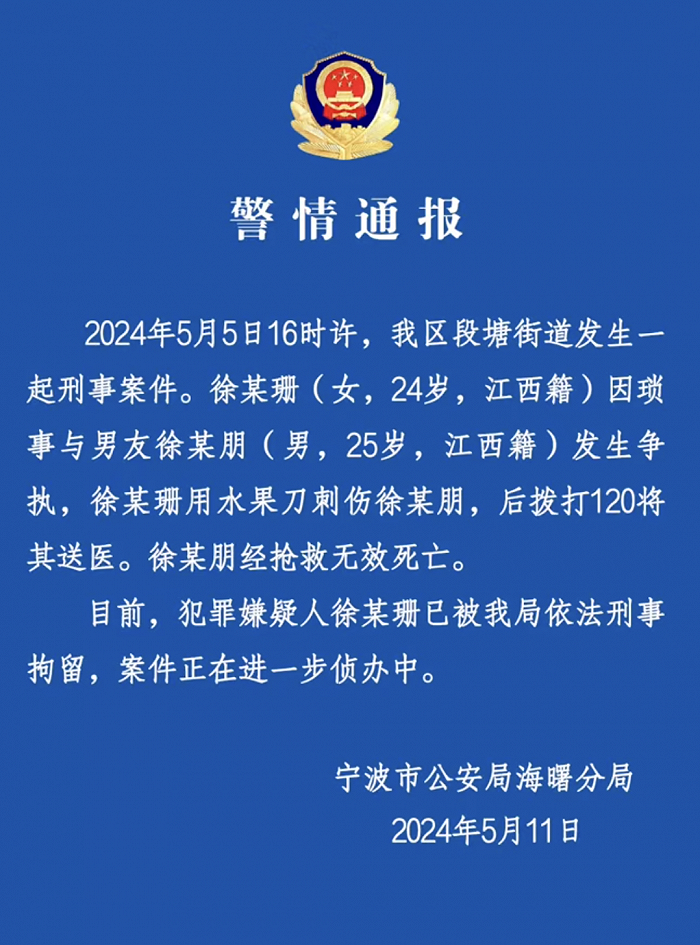 警情通报
2024年5月5日16时许，我区段塘街道发生一
起刑事案件。徐某珊（女，24岁，江西籍）因琐
事与男友徐某朋（男，25岁，江西籍）发生争
执，徐某珊用水果刀刺伤徐某朋，后拨打120将
其送医。徐某朋经抢救无效死亡。
目前，犯罪嫌疑人徐某珊已被我局依法刑事
拘留，案件正在进一步侦办中。
宁波市公安局海曙分局
2024年5月11日